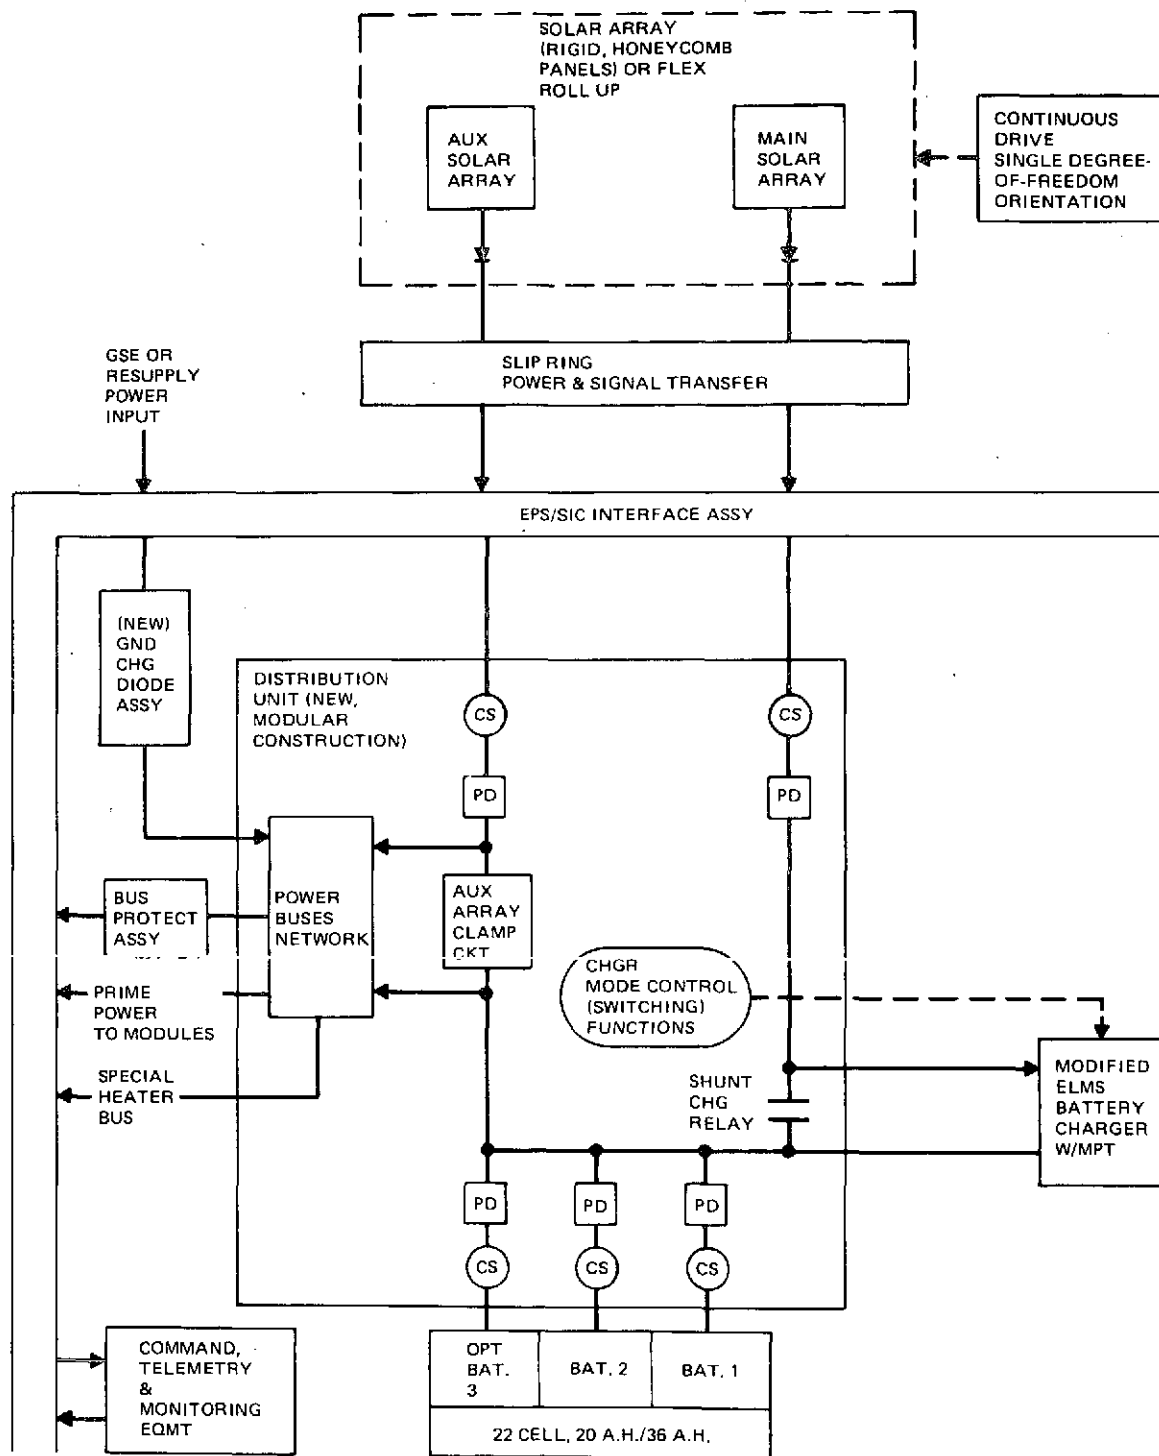 SOLAR ARRAY
(RIGID, HONEYCOMB
PANELS) OR FLEX
ROLL UP
AUX
SOLAR
ARRAY
MAIN
SOLAR
ARRAY
CONTINUOUS
DRIVE
SINGLE DEGREE-
OF-FREEDOM
ORIENTATION
GSE OR
RESUPPLY
POWER
INPUT
SLIP RING
POWER & SIGNAL TRANSFER
EPS/SIC INTERFACE ASSY
(NEW)
GND
CHG
DIODE
ASSY
DISTRIBUTION
UNIT (NEW,
MODULAR
CONSTRUCTION)
CS
CS
PD
PD
BUS
PROTECT
ASSY
POWER
BUSES
NETWORK
AUX
ARRAY
CLAMP
CKT
CHGR
MODE CONTROL
(SWITCHING)
FUNCTIONS
PRIME
POWER
TO MODULES
SPECIAL
HEATER
BUS
SHUNT
CHG
RELAY
MODIFIED
ELMS
BATTERY
CHARGER
W/MPT
PD
PD
PD
CS
CS
CS
COMMAND,
TELEMETRY
&
MONITORING
EQMT
OPT
BAT.
3
BAT. 2
BAT. 1
22 CELL, 20 A.H./36 A.H.